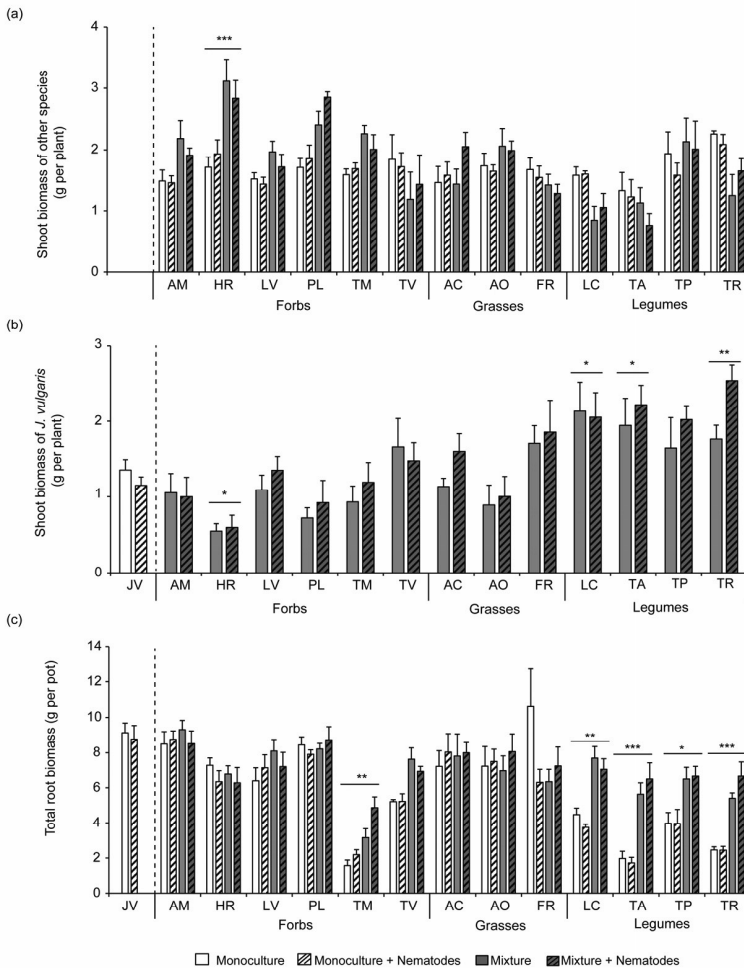 (a)
Shoot biomass of other species
(g per plant)
4
3
2
1
0
***
AM HR LV PL TM TV AC AO FR LC TA TP TR
Forbs Grasses Legumes
(b)
Shoot biomass of J. vulgaris
(g per plant)
3
2
1
0
* * * **
JV AM HR LV PL TM TV AC AO FR LC TA TP TR
Forbs Grasses Legumes
(c)
Total root biomass (g per pot)
14
12
10
8
6
4
2
0
** ** *** * ***
JV AM HR LV PL TM TV AC AO FR LC TA TP TR
Forbs Grasses Legumes
Monoculture Monoculture + Nematodes Mixture Mixture + Nematodes